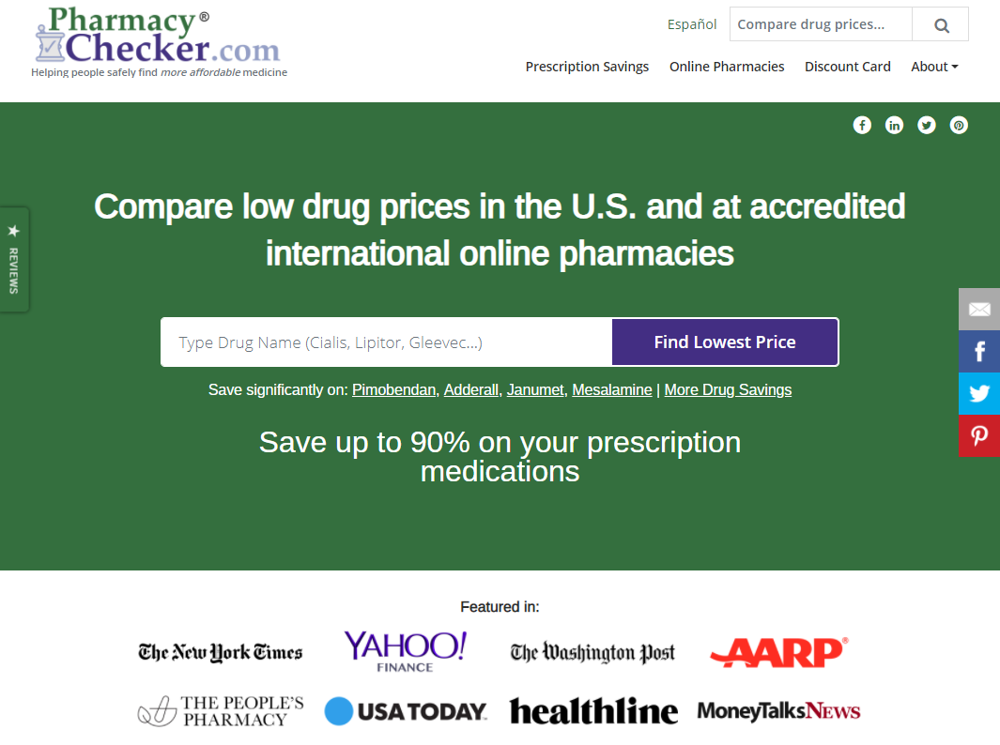 Pharmacy®
Checker.com
Helping people safely find more affordable medicine
Español
Compare drug prices...
Prescription Savings
Online Pharmacies
Discount Card
About
REVIEWS
Compare low drug prices in the U.S. and at accredited
international online pharmacies
Type Drug Name (Cialis, Lipitor, Gleevec...)
Find Lowest Price
Save significantly on: Pimobendan, Adderall, Janumet, Mesalamine | More Drug Savings
Save up to 90% on your prescription
medications
Featured in:
The New York Times
YAHOO!
FINANCE
The Washington Post
AARP®
THE PEOPLE'S
PHARMACY
USA TODAY
healthline
MoneyTalksNEWS